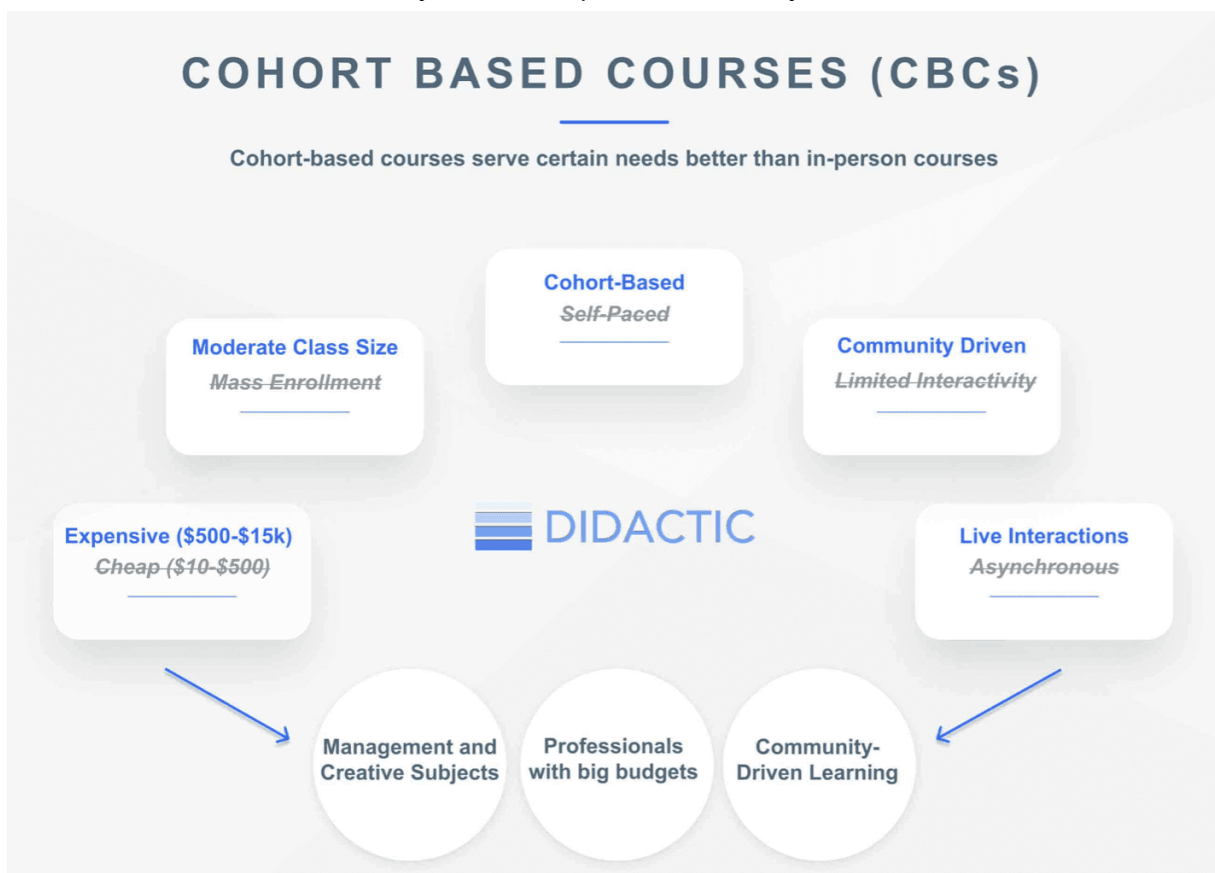 COHORT BASED COURSES (CBCs)
Cohort-based courses serve certain needs better than in-person courses
Cohort-Based
Self-Paced
Moderate Class Size
Mass Enrollment
Community Driven
Limited Interactivity
DIDACTIC
Expensive ($500-$15k)
Cheap ($10-$500)
Live Interactions
Asynchronous
Management and
Creative Subjects
Professionals
with big budgets
Community-
Driven Learning